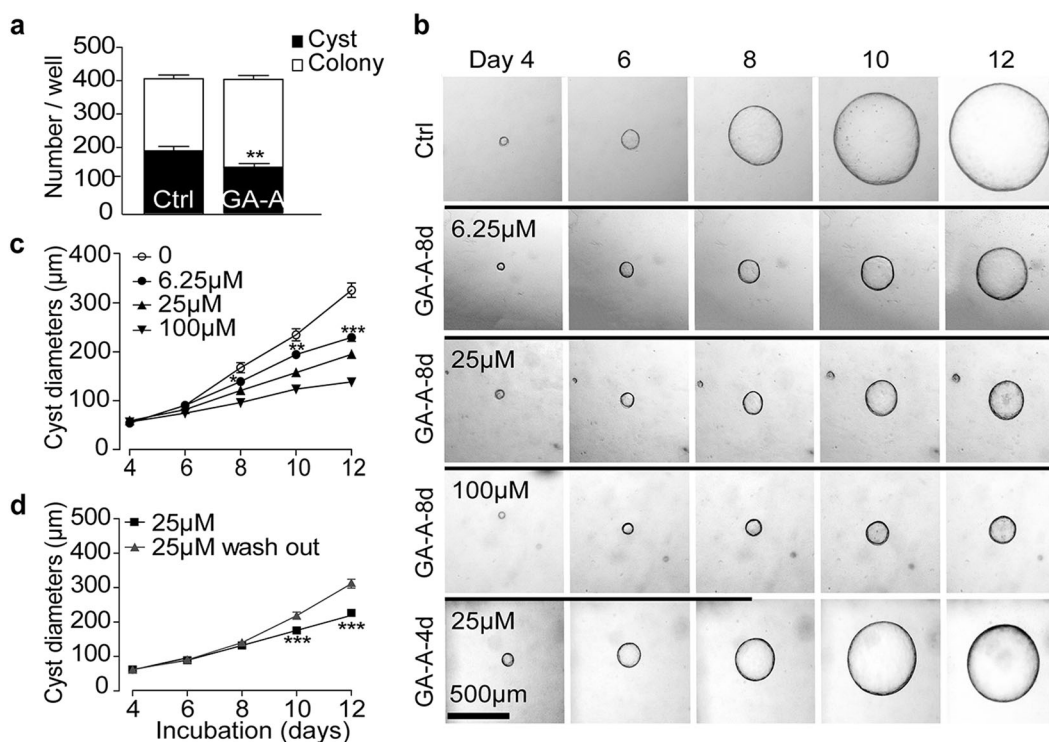 a
500
400
300
200
100
0
Number / well
Cyst
Colony
**
Ctrl
GA-A
c
400
300
200
100
0
Cyst diameters (µm)
0
6.25µM
25µM
100µM
*
**
***
4 6 8 10 12
d
500
400
300
200
100
0
Cyst diameters (µm)
25µM
25µM wash out
***
***
4 6 8 10 12
Incubation (days)
b
Day 4 6 8 10 12
Ctrl
GA-A-8d
6.25µM
GA-A-8d
25µM
GA-A-8d
100µM
GA-A-4d
25µM
500µm